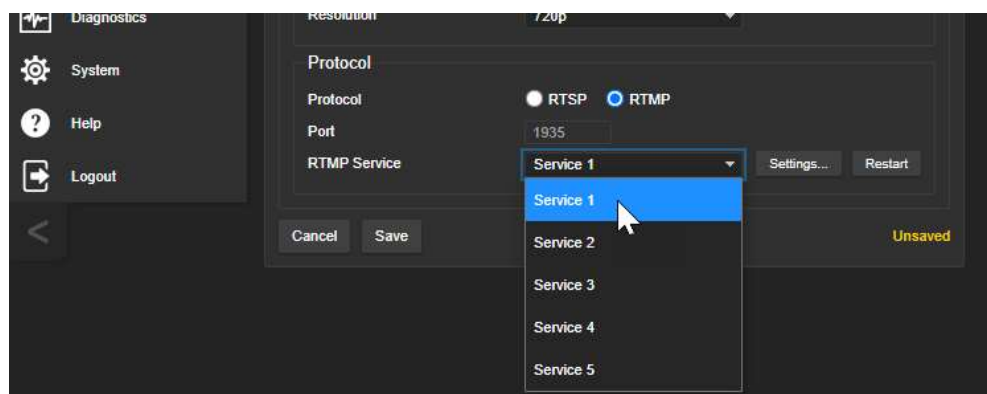 Diagnostics
System
Help
Logout
<
Resolution 720p
Protocol
Protocol RTSP RTMP
Port 1935
RTMP Service Service 1 Settings... Restart
Service 1
Service 2
Service 3
Service 4
Service 5
Cancel Save Unsaved